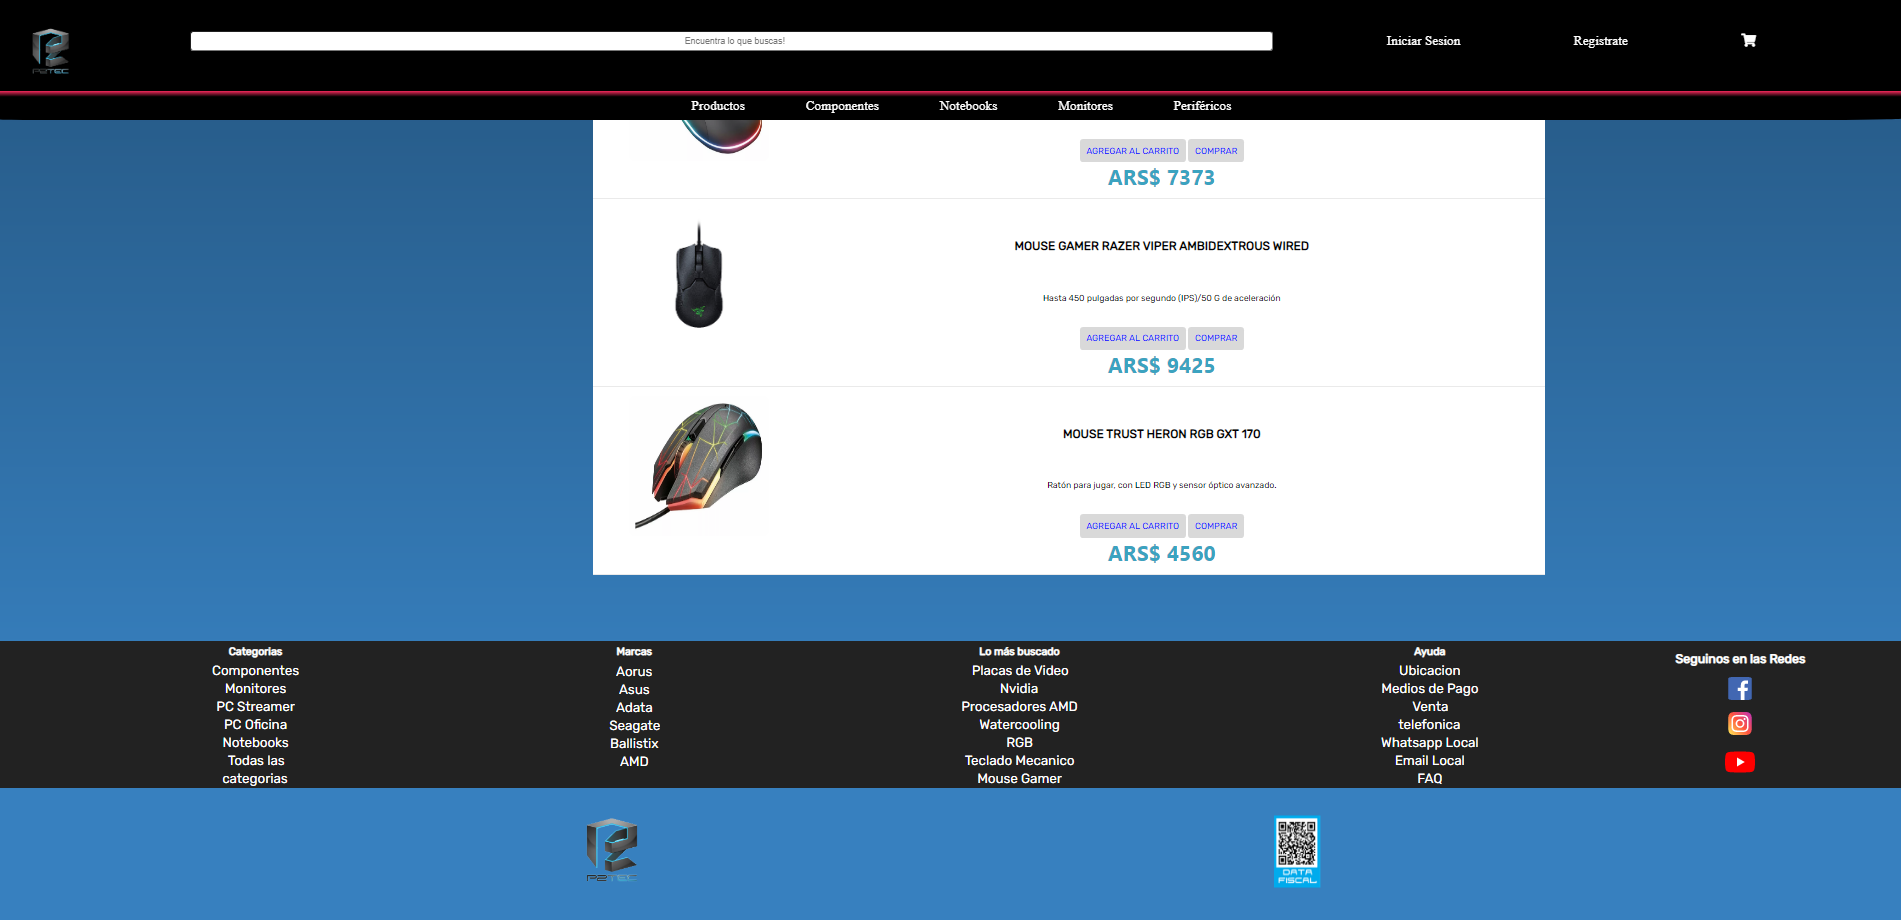 P2TEC
Encuentra lo que buscas!
Iniciar Sesion
Registrate
Productos
Componentes
Notebooks
Monitores
Periféricos
AGREGAR AL CARRITO
COMPRAR
ARS$ 7373
MOUSE GAMER RAZER VIPER AMBIDEXTROUS WIRED
Hasta 450 pulgadas por segundo (IPS)/50 G de aceleración
AGREGAR AL CARRITO
COMPRAR
ARS$ 9425
MOUSE TRUST HERON RGB GXT 170
Ratón para jugar, con LED RGB y sensor óptico avanzado.
AGREGAR AL CARRITO
COMPRAR
ARS$ 4560
Categorias
Componentes
Monitores
PC Streamer
PC Oficina
Notebooks
Todas las
categorias
Marcas
Aorus
Asus
Adata
Seagate
Ballistix
AMD
Lo más buscado
Placas de Video
Nvidia
Procesadores AMD
Watercooling
RGB
Teclado Mecanico
Mouse Gamer
Ayuda
Ubicacion
Medios de Pago
Venta
telefonica
Whatsapp Local
Email Local
FAQ
Seguinos en las Redes
P2TEC
DATA
FISCAL